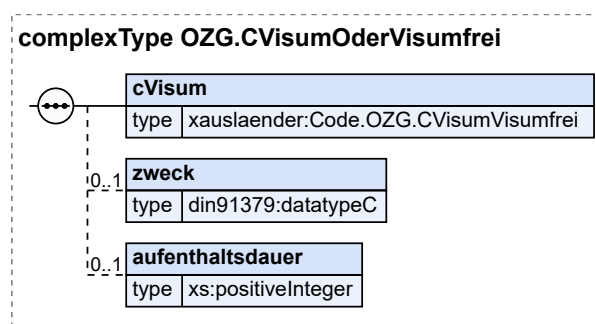 complexType OZG.CVisumOderVisumfrei
cVisum
type xauslaender:Code.OZG.CVisumVisumfrei
0..1 zweck
type din91379:datatypeC
0..1 aufenthaltsdauer
type xs:positiveInteger